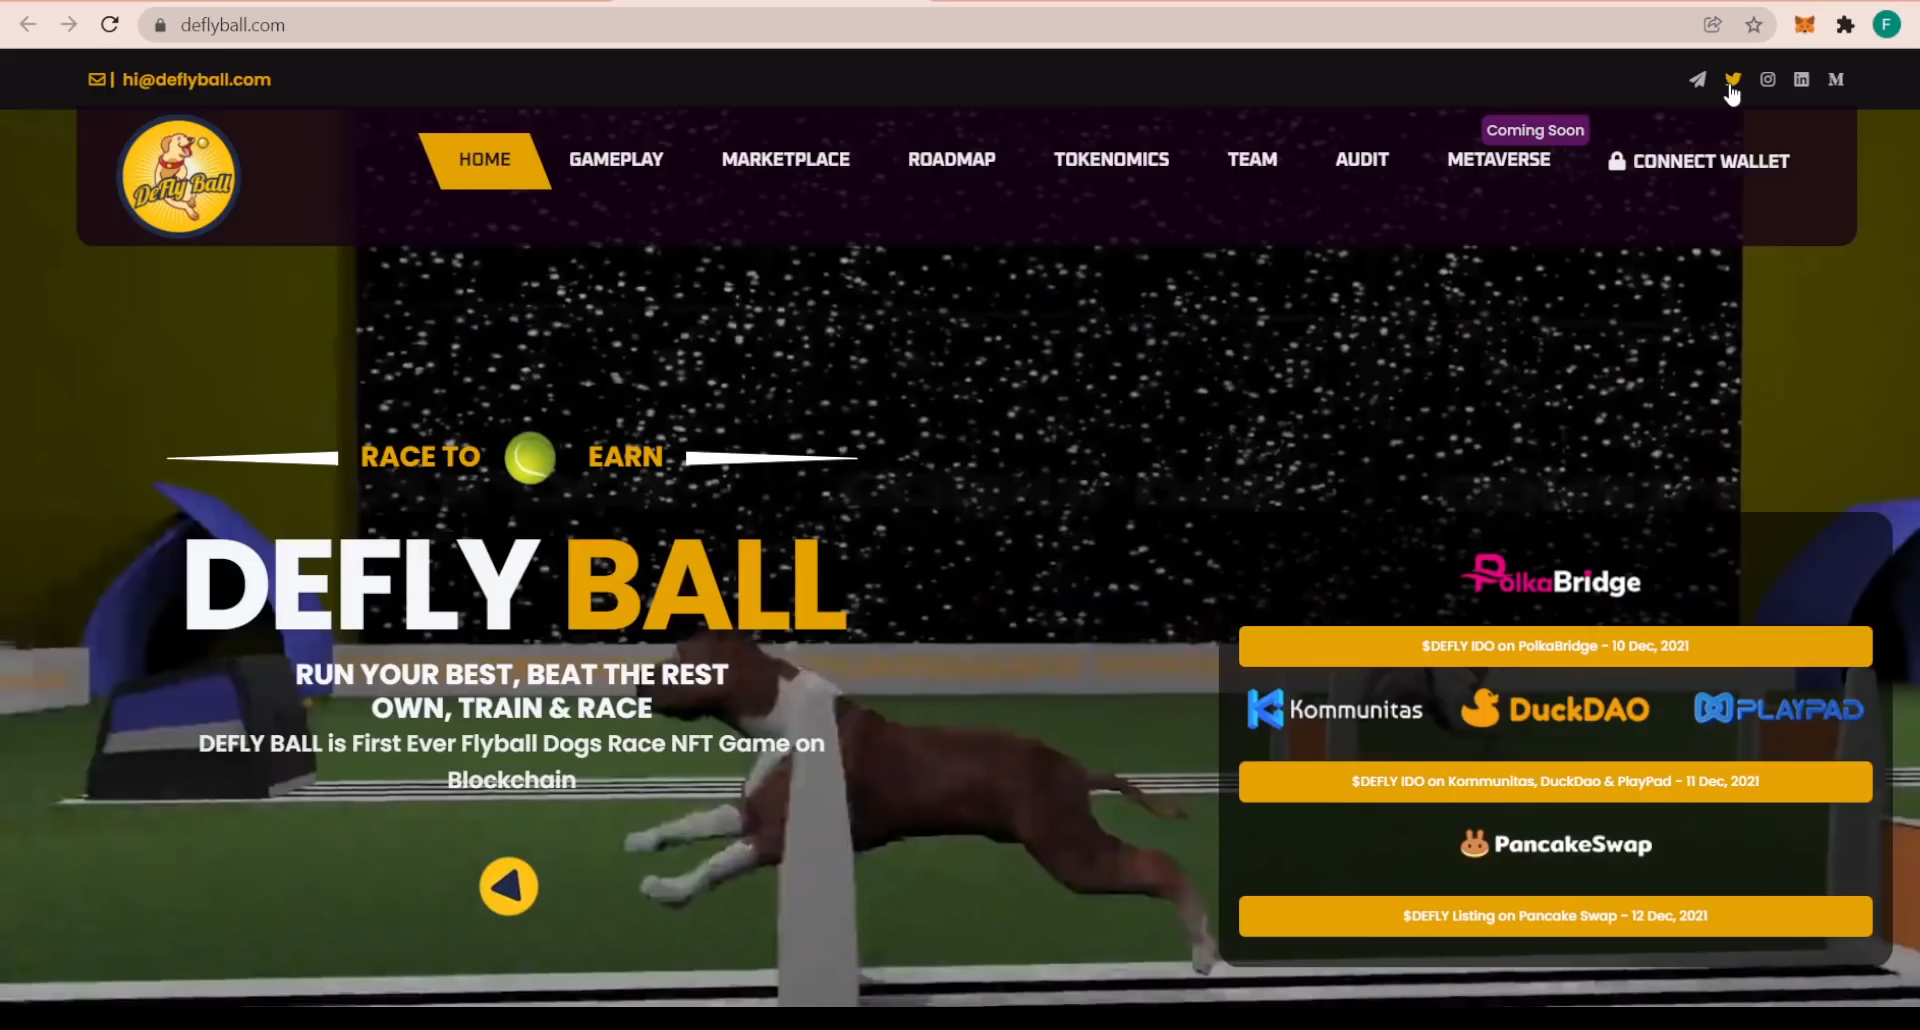 deflyball.com
F
| hi@deflyball.com
M
DeFly Ball
HOME
GAMEPLAY
MARKETPLACE
ROADMAP
TOKENOMICS
TEAM
AUDIT
Coming Soon
METAVERSE
CONNECT WALLET
RACE TO EARN
DEFLY BALL
RUN YOUR BEST, BEAT THE REST
OWN, TRAIN & RACE
DEFLY BALL is First Ever Flyball Dogs Race NFT Game on
Blockchain
PolkaBridge
$DEFLY IDO on PolkaBridge - 10 Dec, 2021
Kommunitas
DuckDAO
PLAYPAD
$DEFLY IDO on Kommunitas, DuckDao & PlayPad - 11 Dec, 2021
PancakeSwap
$DEFLY Listing on Pancake Swap - 12 Dec, 2021